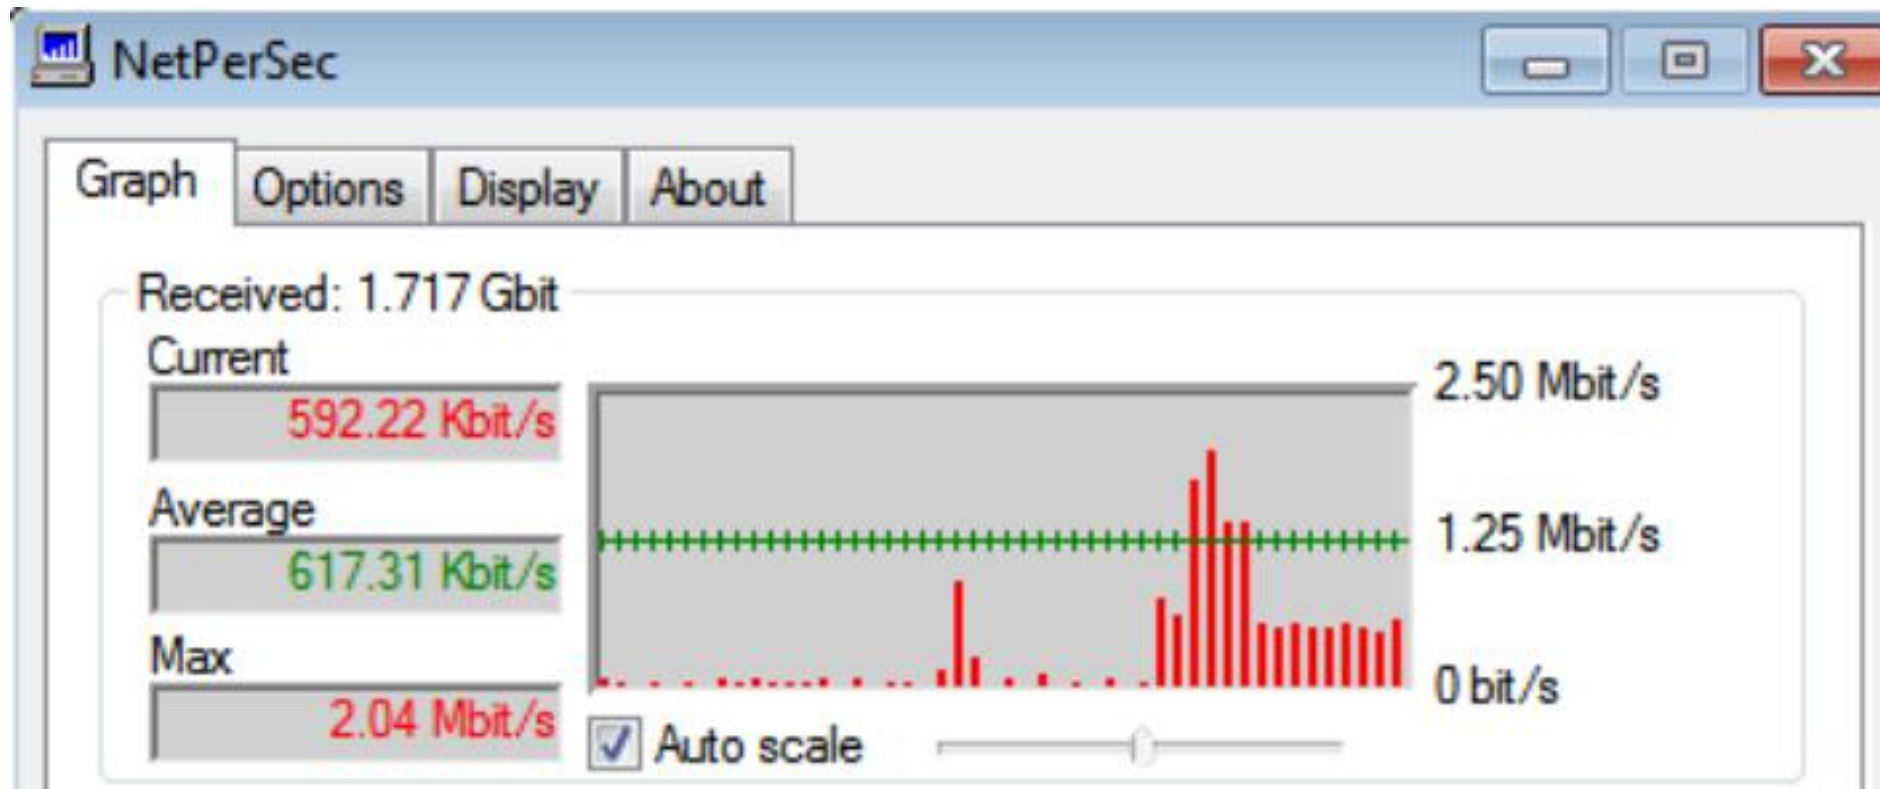 NetPerSec
Graph Options Display About
Received: 1.717 Gbit
Current
592.22 Kbit/s
Average
617.31 Kbit/s
Max
2.04 Mbit/s
2.50 Mbit/s
1.25 Mbit/s
0 bit/s
Auto scale